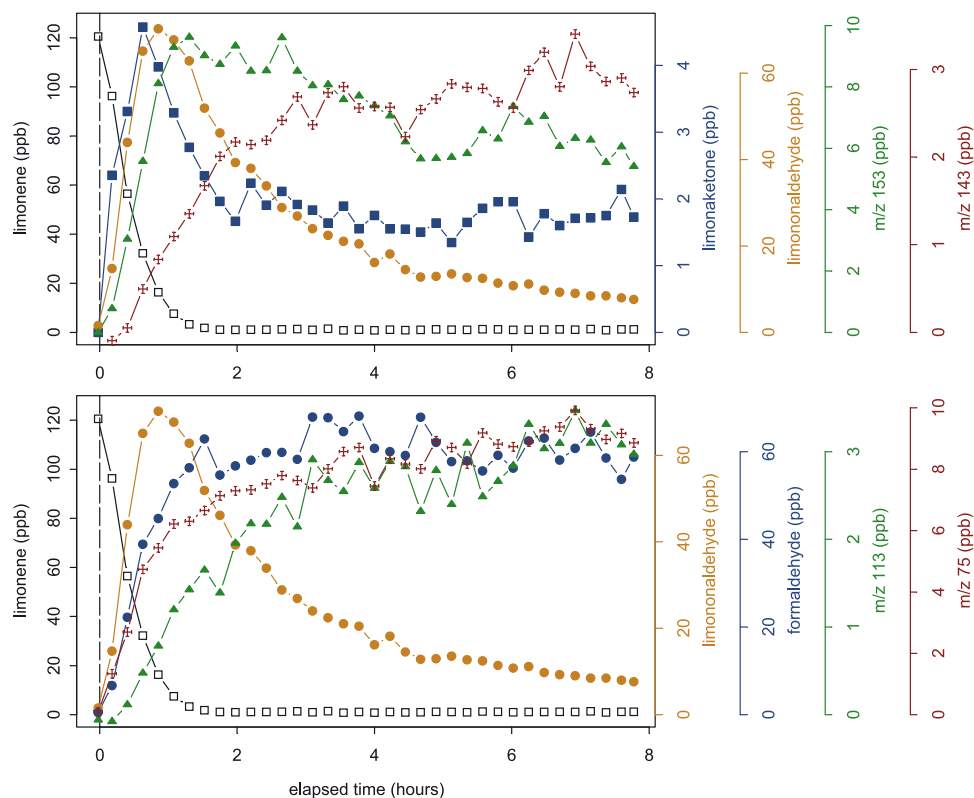 0 20 40 60 80 100 120
limonene (ppb)
0 2 4 6 8
0 1 2 3 4
limonaketone (ppb)
0 20 40 60
limononaldehyde (ppb)
0 2 4 6 8 10
m/z 153 (ppb)
0 1 2 3
m/z 143 (ppb)
0 20 40 60 80 100 120
limonene (ppb)
0 2 4 6 8
elapsed time (hours)
0 20 40 60
limononaldehyde (ppb)
0 20 40 60
formaldehyde (ppb)
0 1 2 3
m/z 113 (ppb)
0 2 4 6 8 10
m/z 75 (ppb)